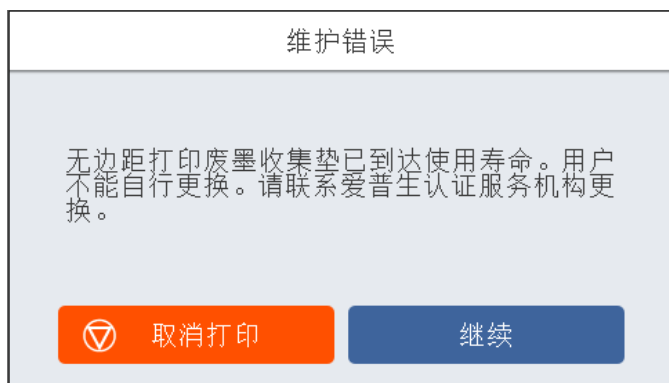 维护错误
无边距打印废墨收集垫已到达使用寿命。用户
不能自行更换。请联系爱普生认证服务机构更
换。
取消打印
继续